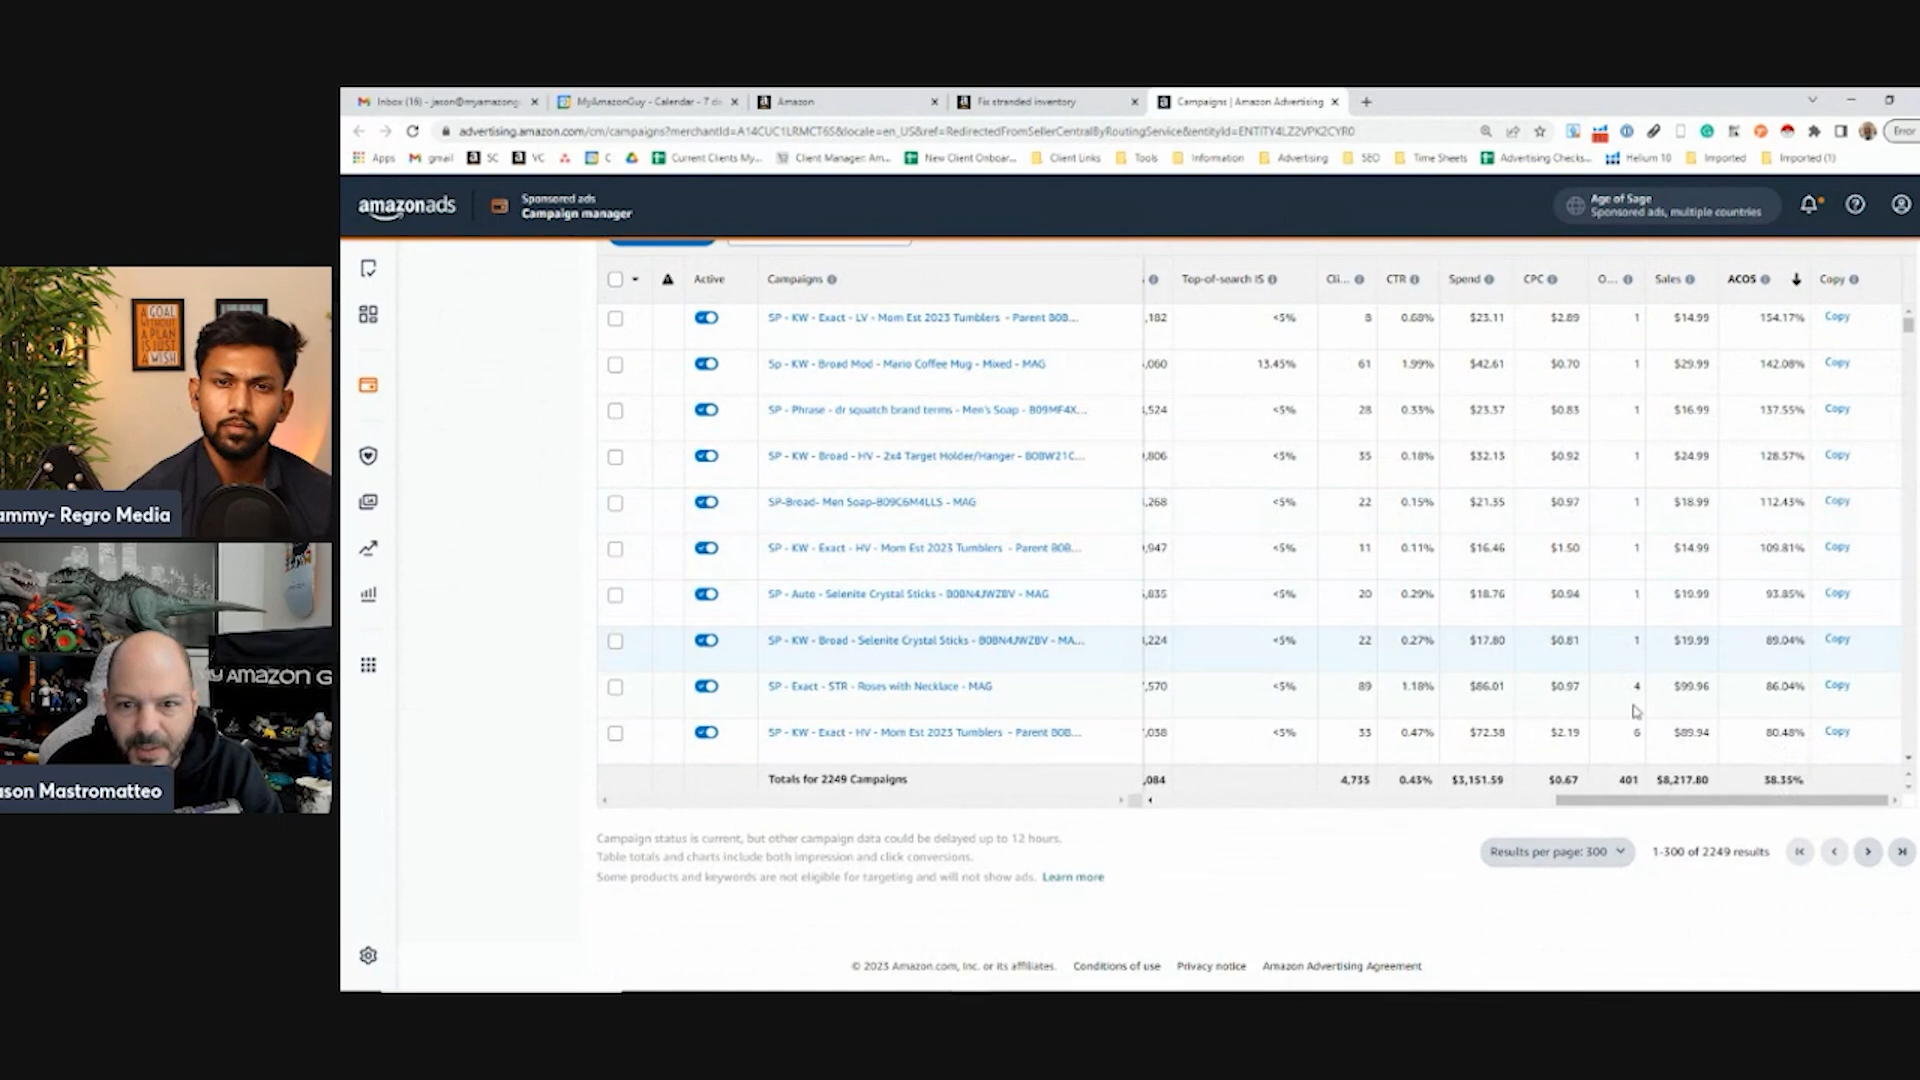 Inbox (16) - jason@myamazong
MyAmazonGuy - Calendar - 7 d
Amazon
Fix stranded inventory
Campaigns | Amazon Advertising
advertising.amazon.com/cm/campaigns?merchantId=A14CUC1LRMCT6S&locale=en_US&ref=RedirectedFromSellerCentralByRoutingService&entityId=ENTITY4LZ2VPK2CYR0
Error
Apps gmail SC VC C Current Clients My... Client Manager: Am... New Client Onboar... Client Links Tools Information Advertising SEO Time Sheets Advertising Checks... Helium 10 Imported Imported (1)
amazonads
Sponsored ads
Campaign manager
Age of Sage
Sponsored ads, multiple countries
Active Campaigns Top-of-search IS Cli... CTR Spend CPC O... Sales ACOS Copy
SP - KW - Exact - LV - Mom Est 2023 Tumblers - Parent B0B... ,182 <5% 8 0.68% $23.11 $2.89 1 $14.99 154.17% Copy
Sp - KW - Broad Mod - Mario Coffee Mug - Mixed - MAG ,060 13.45% 61 1.99% $42.61 $0.70 1 $29.99 142.08% Copy
SP - Phrase - dr squatch brand terms - Men's Soap - B09MF4X... ,524 <5% 28 0.33% $23.37 $0.83 1 $16.99 137.55% Copy
SP - KW - Broad - HV - 2x4 Target Holder/Hanger - B0BW21C... ,806 <5% 35 0.18% $32.13 $0.92 1 $24.99 128.57% Copy
SP-Broad- Men Soap-B09C6M4LLS - MAG ,268 <5% 22 0.15% $21.35 $0.97 1 $18.99 112.43% Copy
SP - KW - Exact - HV - Mom Est 2023 Tumblers - Parent B0B... ,947 <5% 11 0.11% $16.46 $1.50 1 $14.99 109.81% Copy
SP - Auto - Selenite Crystal Sticks - B0BN4JWZBV - MAG ,835 <5% 20 0.29% $18.76 $0.94 1 $19.99 93.85% Copy
SP - KW - Broad - Selenite Crystal Sticks - B0BN4JWZBV - MA... ,224 <5% 22 0.27% $17.80 $0.81 1 $19.99 89.04% Copy
SP - Exact - STR - Roses with Necklace - MAG ,570 <5% 89 1.18% $86.01 $0.97 4 $99.96 86.04% Copy
SP - KW - Exact - HV - Mom Est 2023 Tumblers - Parent B0B... ,038 <5% 33 0.47% $72.38 $2.19 6 $89.94 80.48% Copy
Totals for 2249 Campaigns ,084 4,735 0.43% $3,151.59 $0.67 401 $8,217.80 38.35%
Campaign status is current, but other campaign data could be delayed up to 12 hours.
Table totals and charts include both impression and click conversions.
Some products and keywords are not eligible for targeting and will not show ads. Learn more
Results per page: 300
1-300 of 2249 results
© 2023 Amazon.com, Inc. or its affiliates. Conditions of use Privacy notice Amazon Advertising Agreement
A GOAL
WITHOUT
A PLAN
IS JUST
A WISH
ammy- Regro Media
MY AMAZON G
ason Mastromatteo